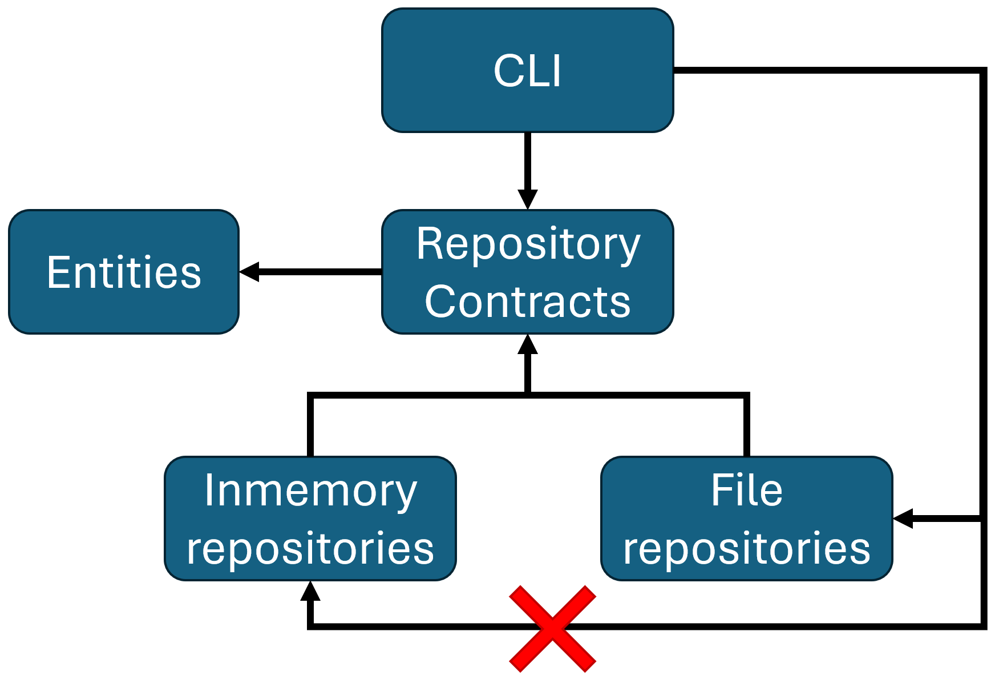 CLI
Entities
Repository
Contracts
Inmemory
repositories
File
repositories